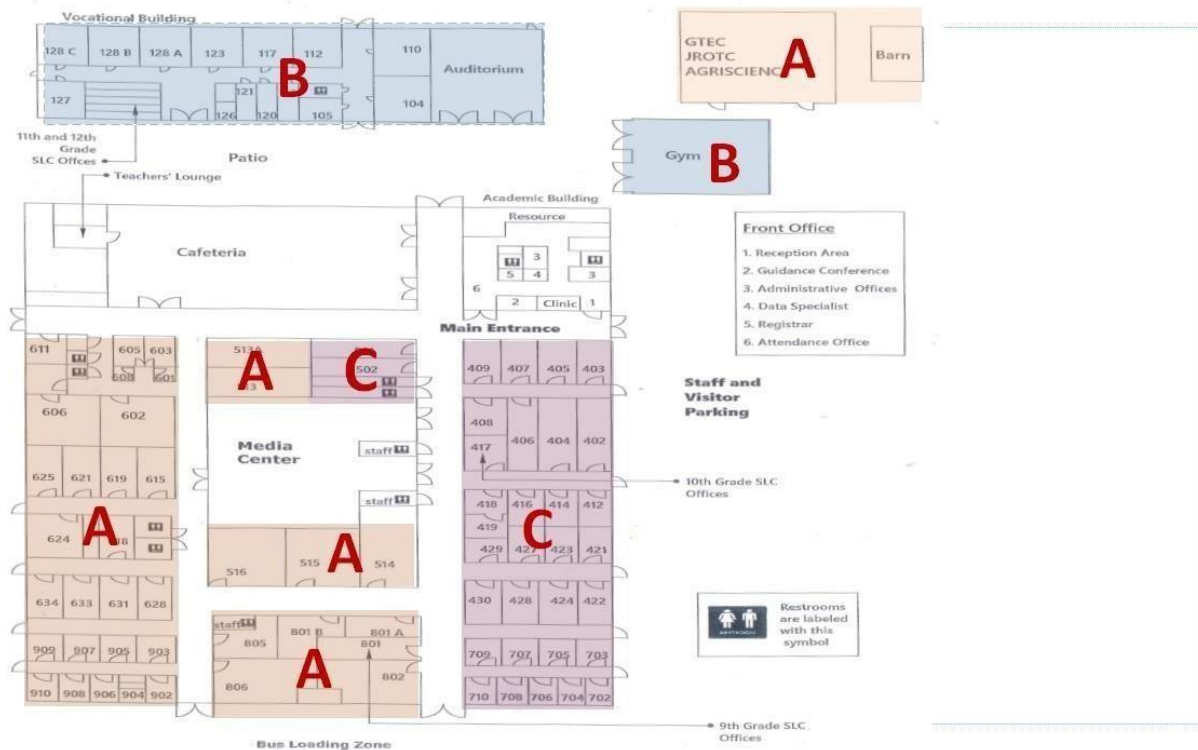 Vocational Building
128 C 128 B 128 A 123 117 112
110
Auditorium
B
127
121
126 120 105
104
GTEC
JROTC
AGRISCIENC
A
Barn
11th and 12th
Grade
SLC Offces
Patio
Teachers' Lounge
Gym B
Academic Building
Resource
Cafeteria
3
5 4 3
6
2 Clinic 1
Main Entrance
Front Office
1. Reception Area
2. Guidance Conference
3. Administrative Offices
4. Data Specialist
5. Registrar
6. Attendance Office
611 605 603
601
513A
A
C
502
409 407 405 403
Staff and
Visitor
Parking
606 602
408
417 406 404 402
Media
Center
staff
625 621 619 615
10th Grade SLC
Offices
staff
418 416 414 412
419
C
429 427 423 421
A
624
A
516 515 514
634 633 631 628
430 428 424 422
Restrooms
are labeled
with this
symbol
staff
805 801 B 801 A
801
909 907 905 903
709 707 705 703
A
806 802
910 908 906 904 902
710 708 706 704 702
9th Grade SLC
Offices
Bus Loading Zone